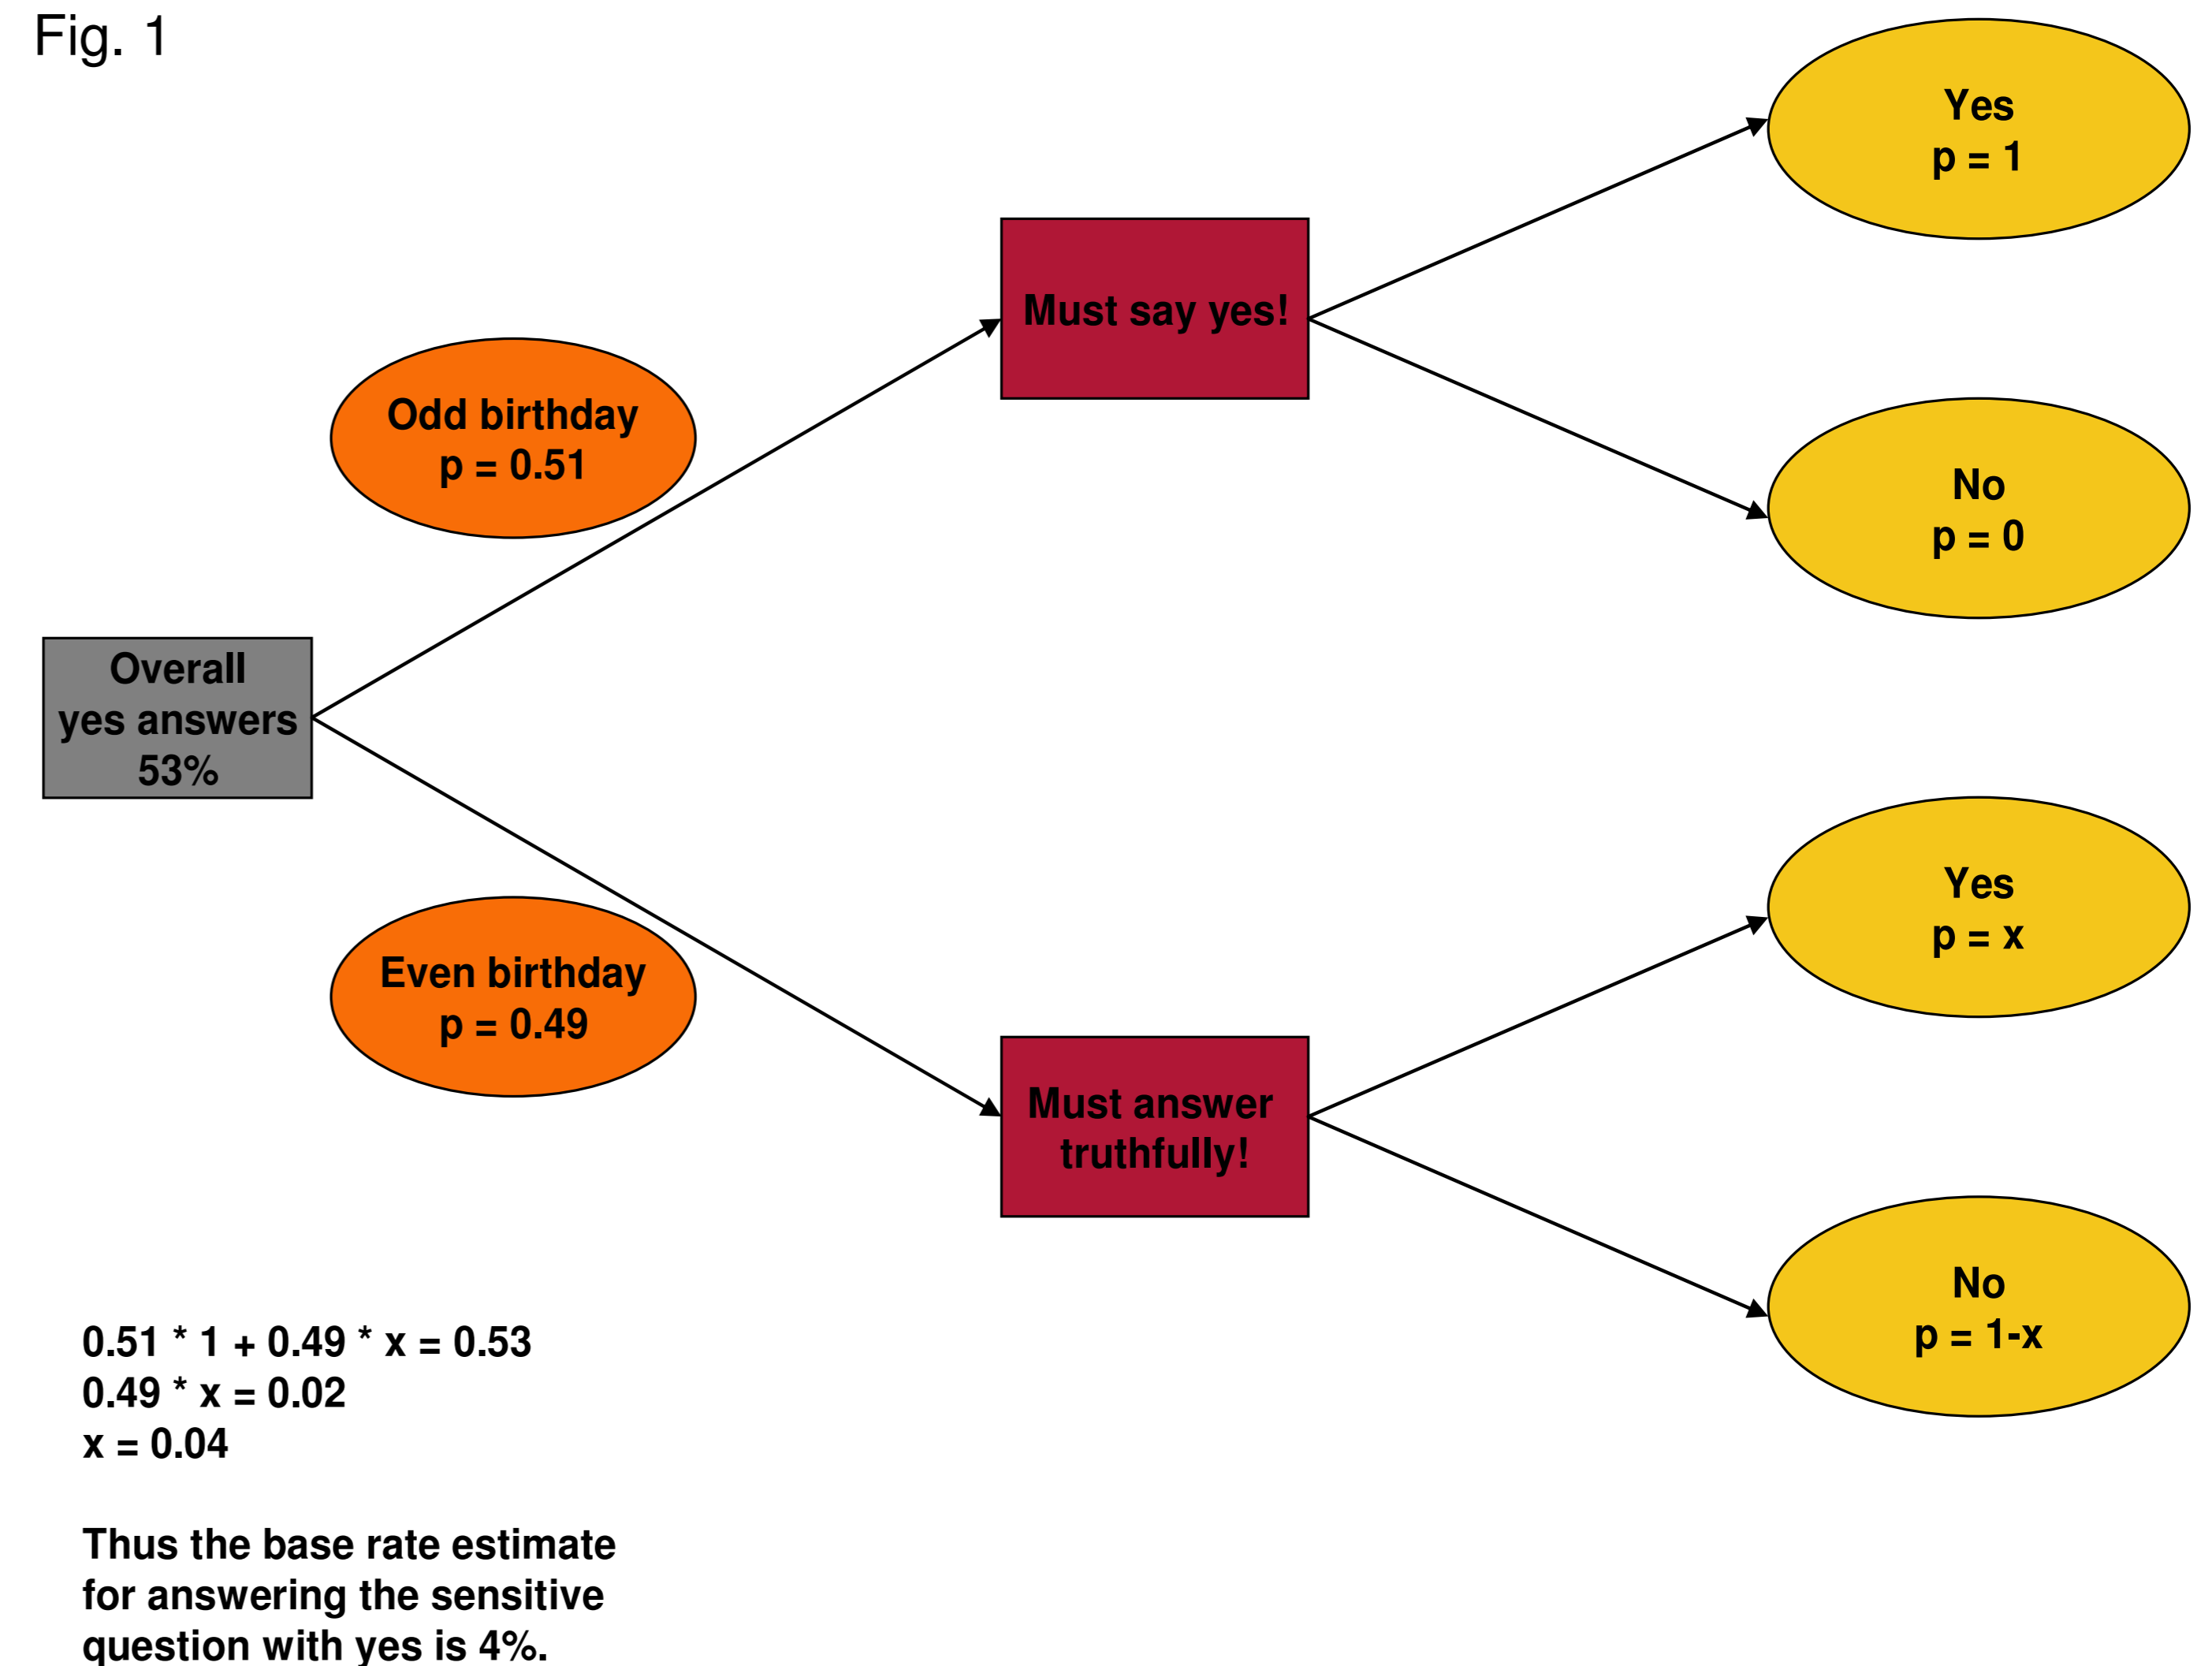 Fig. 1
Yes
p = 1
Must say yes!
Odd birthday
p = 0.51
No
p = 0
Overall
yes answers
53%
Yes
p = x
Even birthday
p = 0.49
Must answer
truthfully!
No
p = 1-x
0.51 * 1 + 0.49 * x = 0.53
0.49 * x = 0.02
x = 0.04
Thus the base rate estimate
for answering the sensitive
question with yes is 4%.